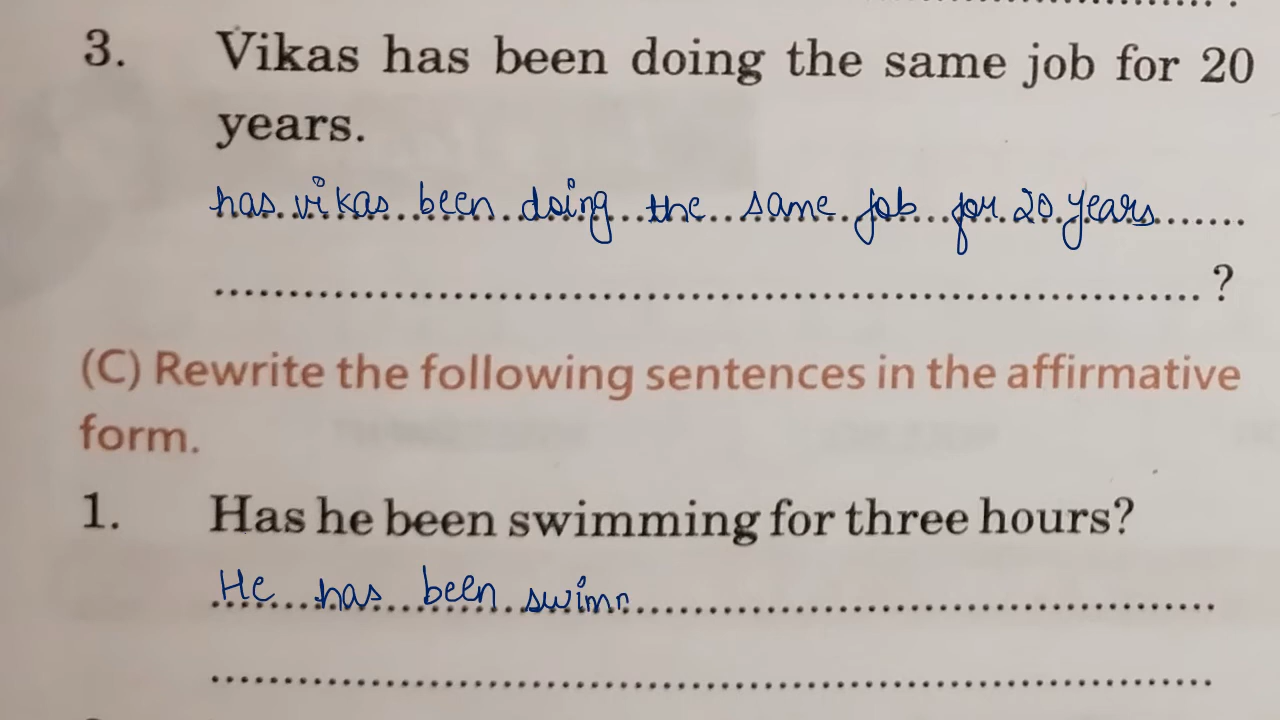 3. Vikas has been doing the same job for 20
years.
has vikas been doing the same job for 20 years
?
(C) Rewrite the following sentences in the affirmative
form.
1. Has he been swimming for three hours?
He has been swim